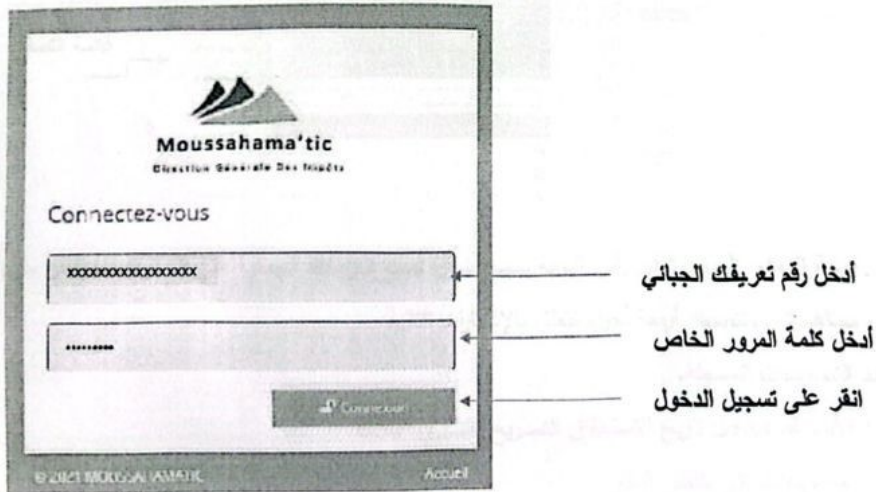 Moussahama'tic
Direction Générale Des Impôts
Connectez-vous
xxxxxxxxxxxxxxxxx
أدخل رقم تعريفك الجبائي
.........
أدخل كلمة المرور الخاص
Connexion
انقر على تسجيل الدخول
© 2021 MOUSSAHAMATIC
Accueil